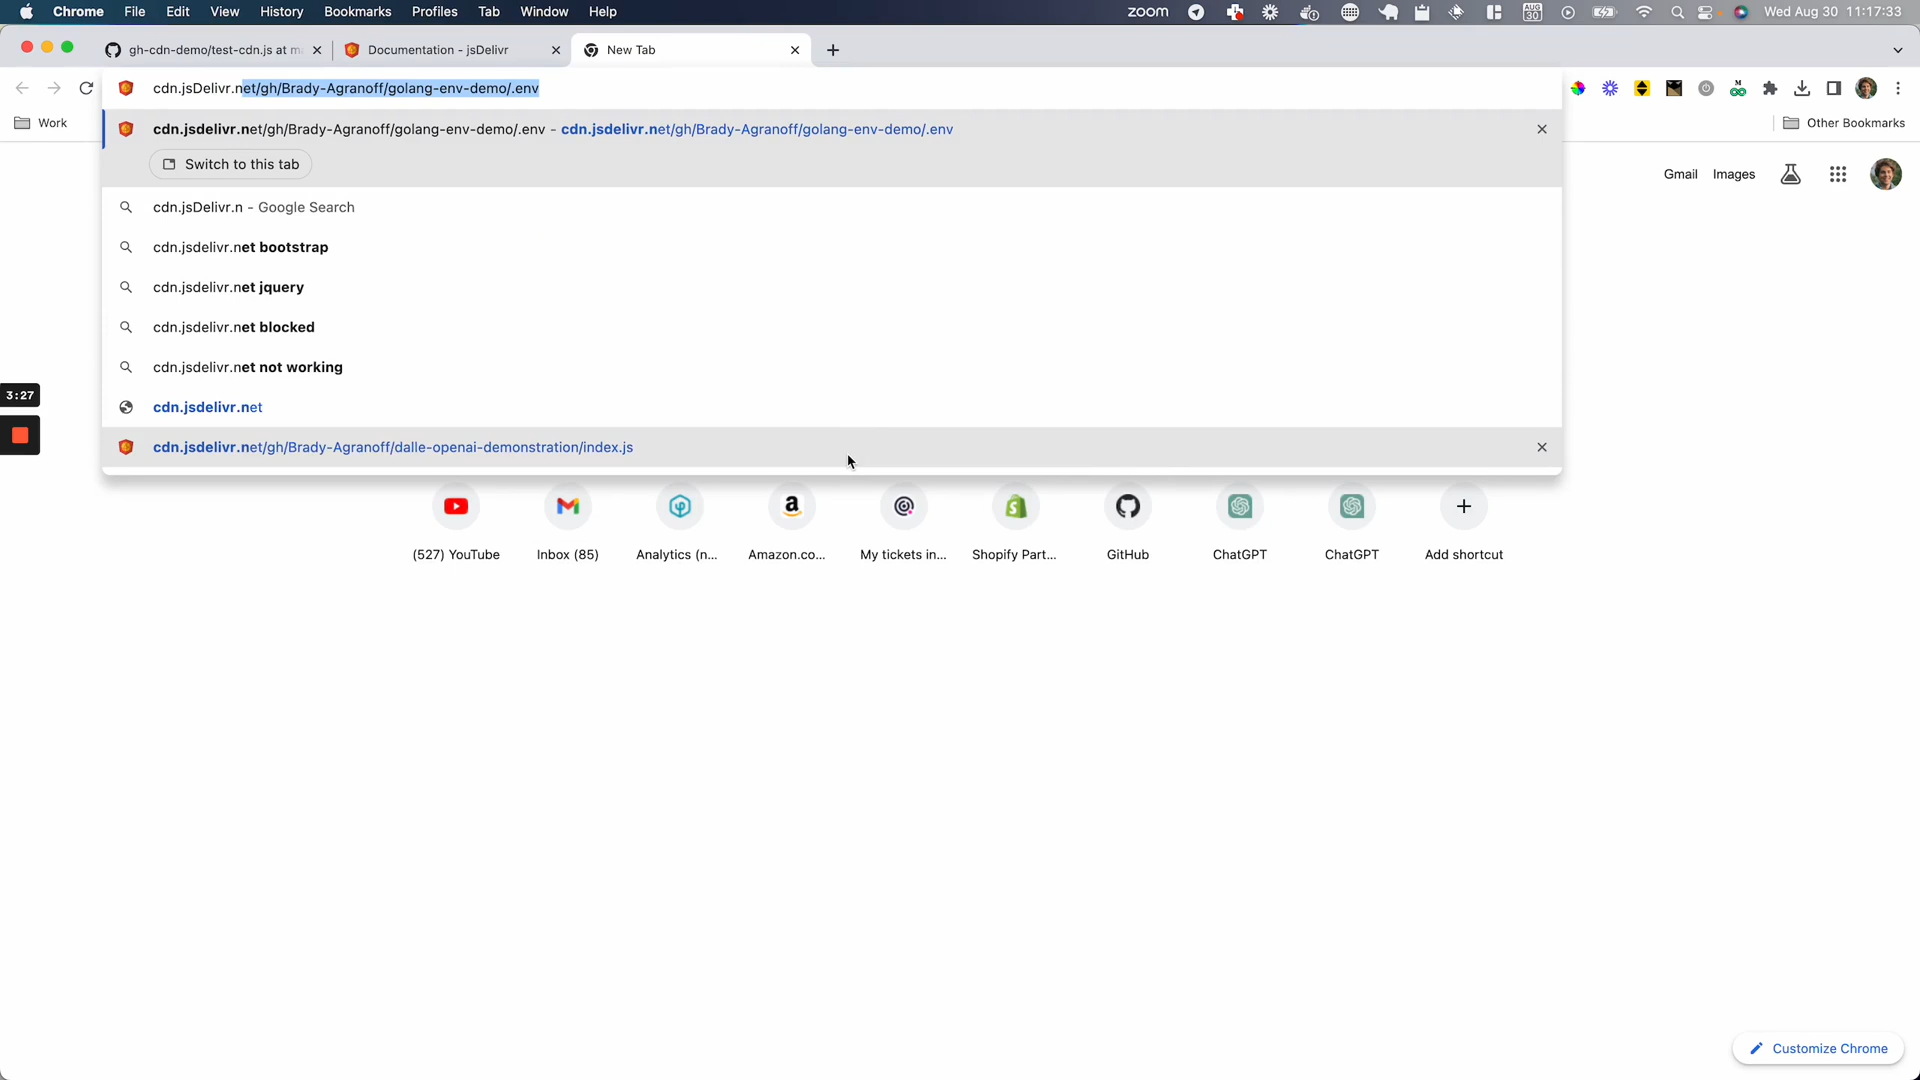 Chrome File Edit View History Bookmarks Profiles Tab Window Help zoom AUG 30 Wed Aug 30 11:17:33
gh-cdn-demo/test-cdn.js at m Documentation - jsDelivr New Tab
cdn.jsDelivr.net/gh/Brady-Agranoff/golang-env-demo/.env
Work cdn.jsdelivr.net/gh/Brady-Agranoff/golang-env-demo/.env - cdn.jsdelivr.net/gh/Brady-Agranoff/golang-env-demo/.env Other Bookmarks
Switch to this tab
Gmail Images
cdn.jsDelivr.n - Google Search
cdn.jsdelivr.net bootstrap
cdn.jsdelivr.net jquery
cdn.jsdelivr.net blocked
cdn.jsdelivr.net not working
3:27
cdn.jsdelivr.net
cdn.jsdelivr.net/gh/Brady-Agranoff/dalle-openai-demonstration/index.js
(527) YouTube Inbox (85) Analytics (n... Amazon.co... My tickets in... Shopify Part... GitHub ChatGPT ChatGPT Add shortcut
Customize Chrome